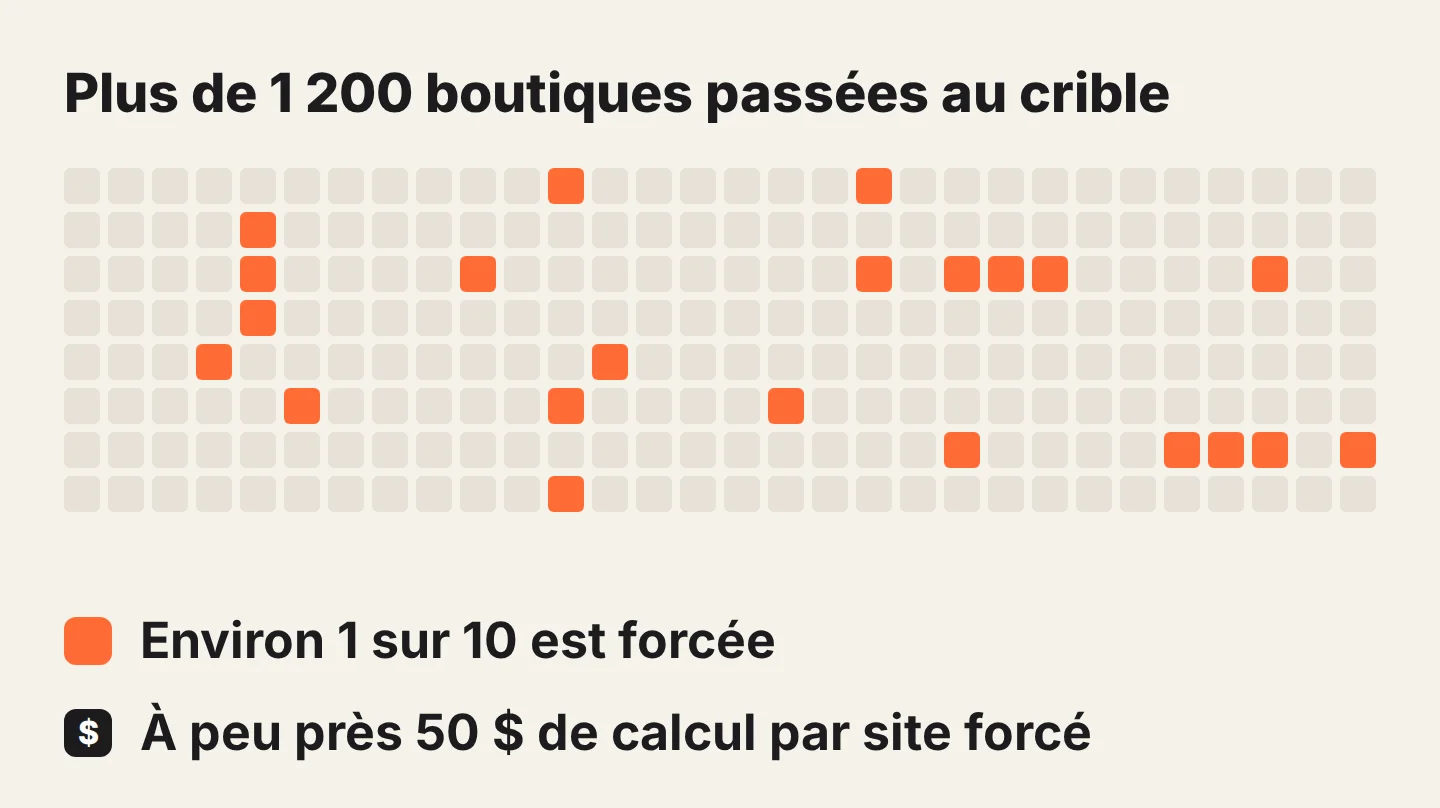 Plus de 1 200 boutiques passées au crible
Environ 1 sur 10 est forcée
$ À peu près 50 $ de calcul par site forcé